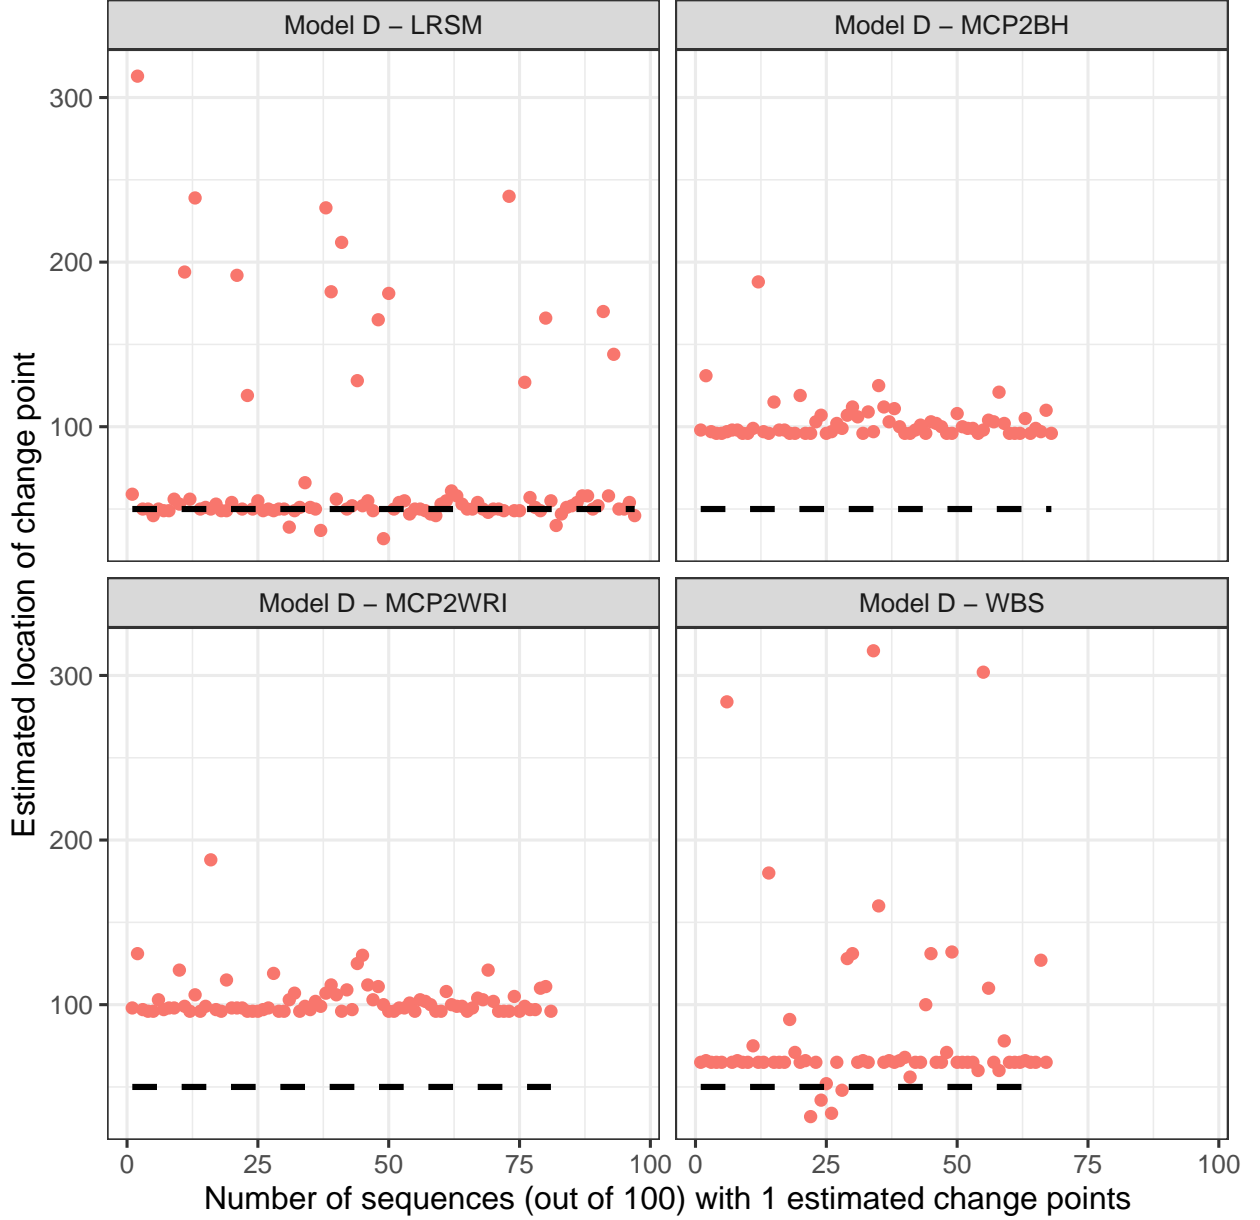 Model D − LRSM
Model D − MCP2BH
300
200
100
Model D − MCP2WRI
Model D − WBS
300
200
100
0 25 50 75 100 0 25 50 75 100
Number of sequences (out of 100) with 1 estimated change points
Estimated location of change point